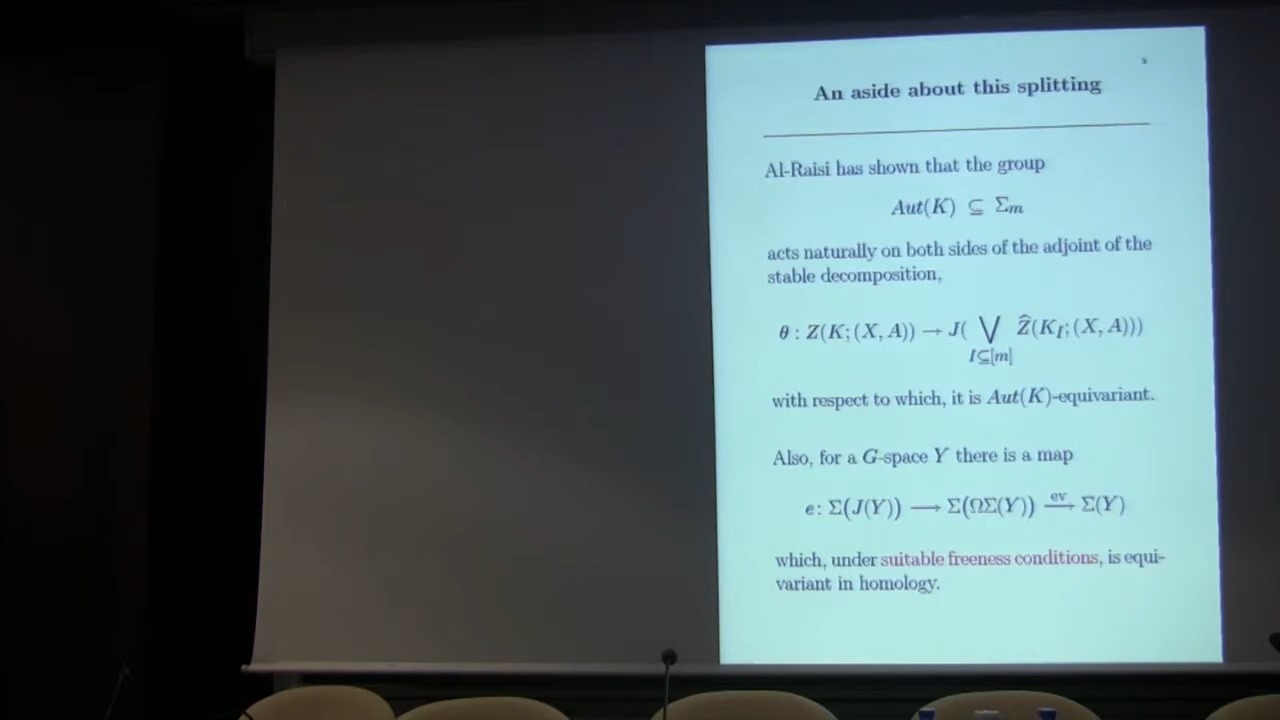 An aside about this splitting
Al-Raisi has shown that the group
Aut(K) ⊆ Σm
acts naturally on both sides of the adjoint of the
stable decomposition,
θ : Z(K; (X, A)) → J( ⋁ Ẑ(K_I; (X, A)))
I⊆[m]
with respect to which, it is Aut(K)-equivariant.
Also, for a G-space Y there is a map
e: Σ(J(Y)) ⟶ Σ(ΩΣ(Y)) ⟶ Σ(Y)
ev
which, under suitable freeness conditions, is equi-
variant in homology.